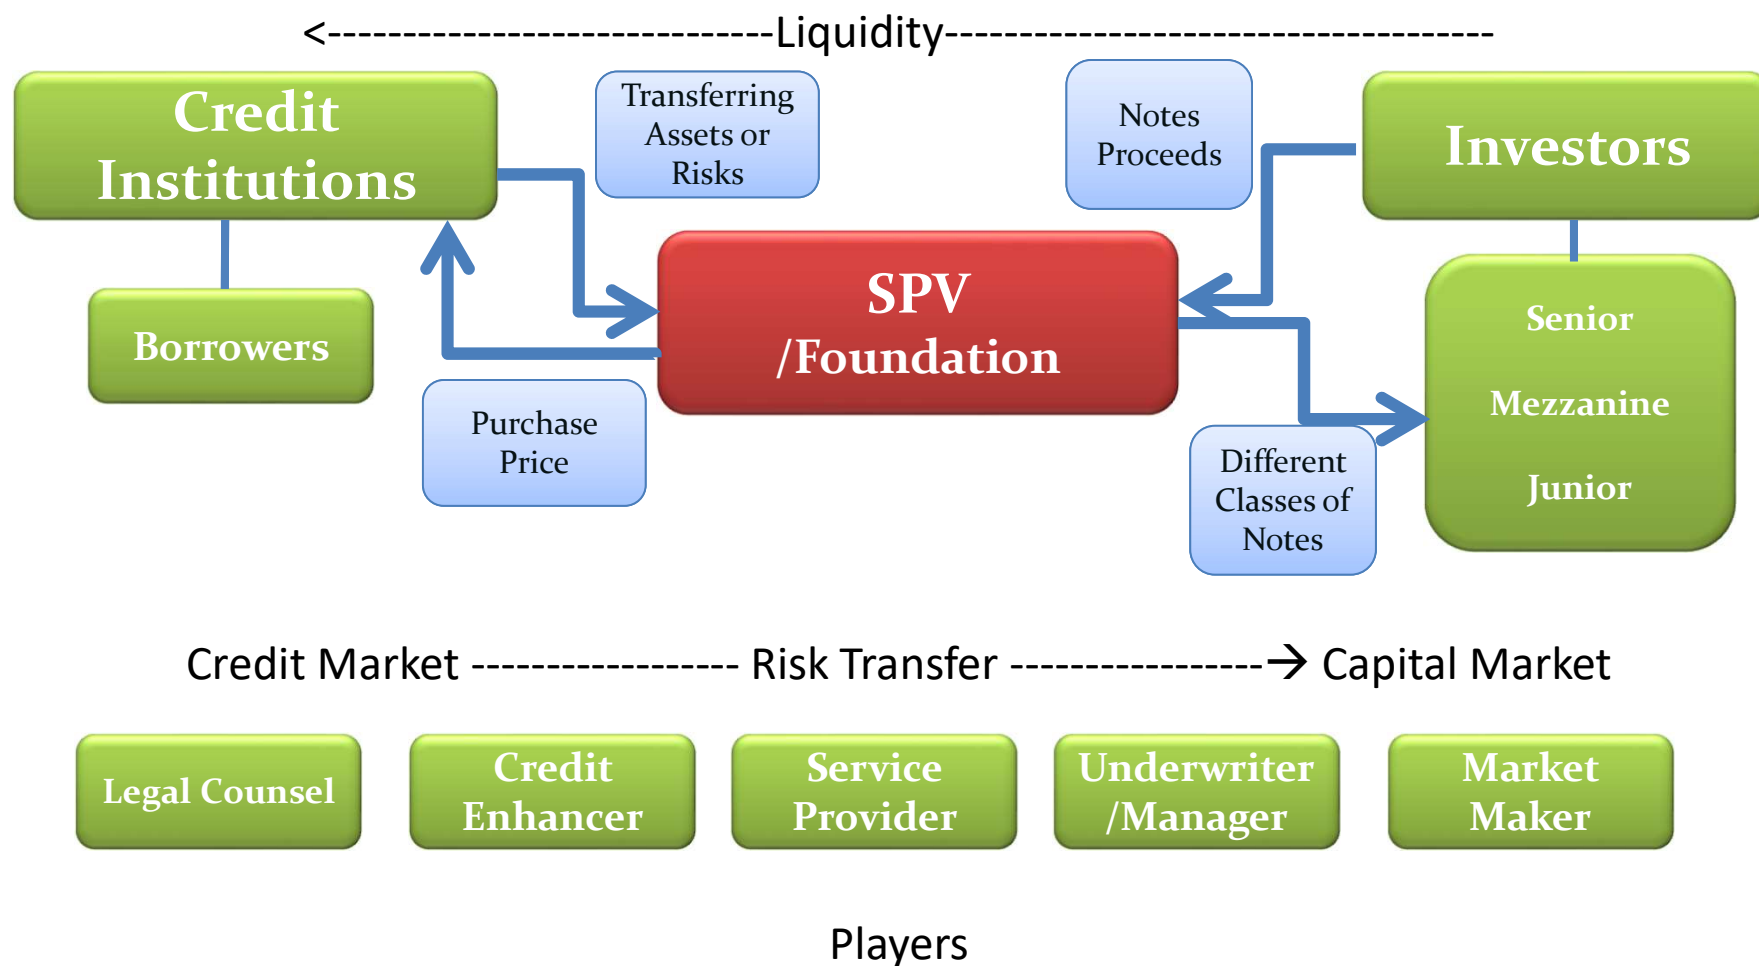 <-----------------------------Liquidity------------------------------------
Credit
Institutions
Transferring
Assets or
Risks
Notes
Proceeds
Investors
SPV
/Foundation
Borrowers
Senior
Mezzanine
Junior
Purchase
Price
Different
Classes of
Notes
Credit Market ------------------ Risk Transfer -----------------→ Capital Market
Legal Counsel
Credit
Enhancer
Service
Provider
Underwriter
/Manager
Market
Maker
Players